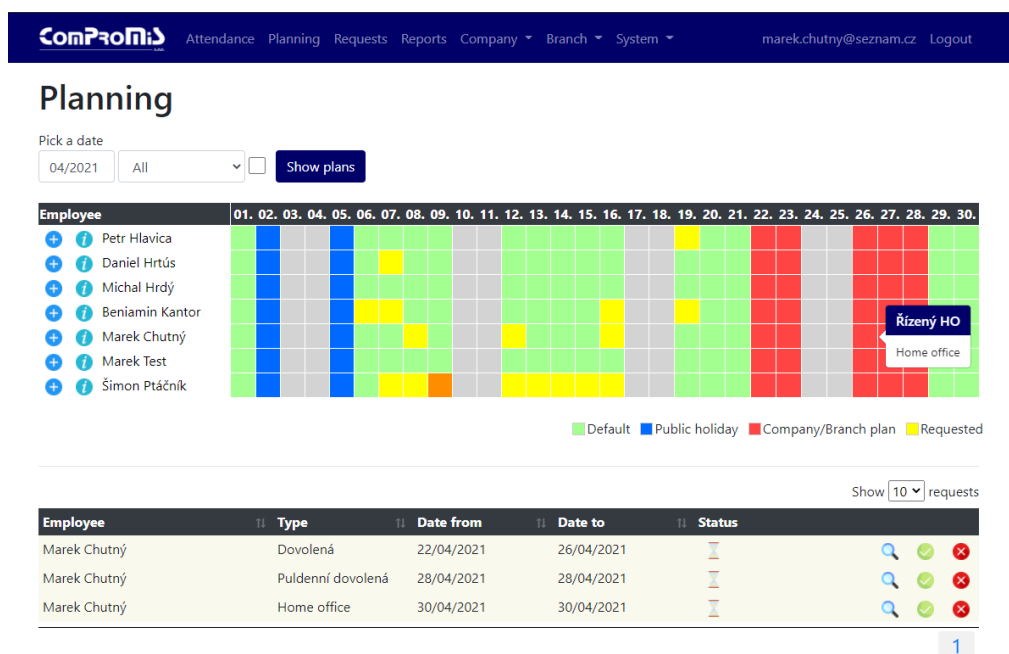 ComProMiS Attendance Planning Requests Reports Company Branch System marek.chutny@seznam.cz Logout
Planning
Pick a date
04/2021 All Show plans
Employee 01. 02. 03. 04. 05. 06. 07. 08. 09. 10. 11. 12. 13. 14. 15. 16. 17. 18. 19. 20. 21. 22. 23. 24. 25. 26. 27. 28. 29. 30.
Petr Hlavica
Daniel Hrtús
Michal Hrdý
Beniamin Kantor
Řízený HO
Marek Chutný
Home office
Marek Test
Šimon Ptáčník
Default Public holiday Company/Branch plan Requested
Show 10 requests
Employee Type Date from Date to Status
Marek Chutný Dovolená 22/04/2021 26/04/2021
Marek Chutný Puldenní dovolená 28/04/2021 28/04/2021
Marek Chutný Home office 30/04/2021 30/04/2021
1